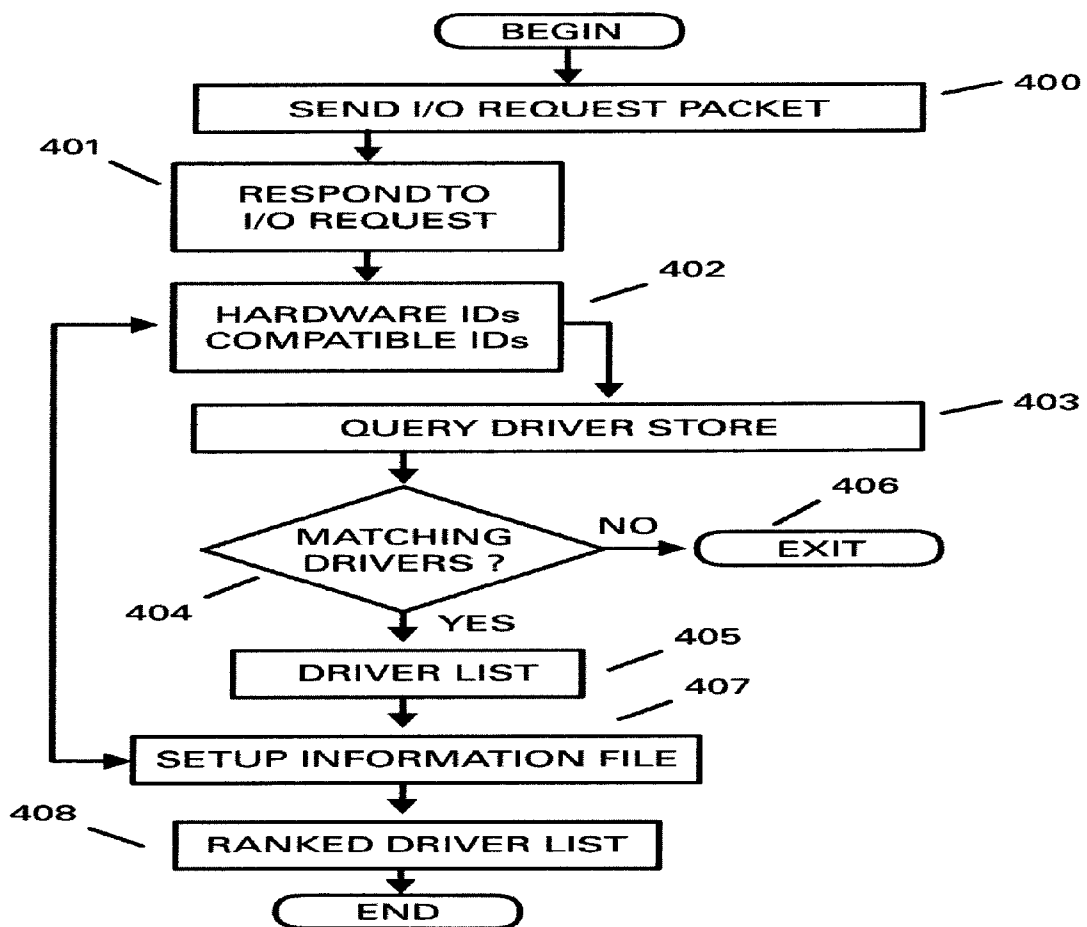 BEGIN
400
SEND I/O REQUEST PACKET
401
RESPOND TO
I/O REQUEST
402
HARDWARE IDs
COMPATIBLE IDs
403
QUERY DRIVER STORE
406
MATCHING
DRIVERS ?
NO
EXIT
404
YES
405
DRIVER LIST
407
SETUP INFORMATION FILE
408
RANKED DRIVER LIST
END